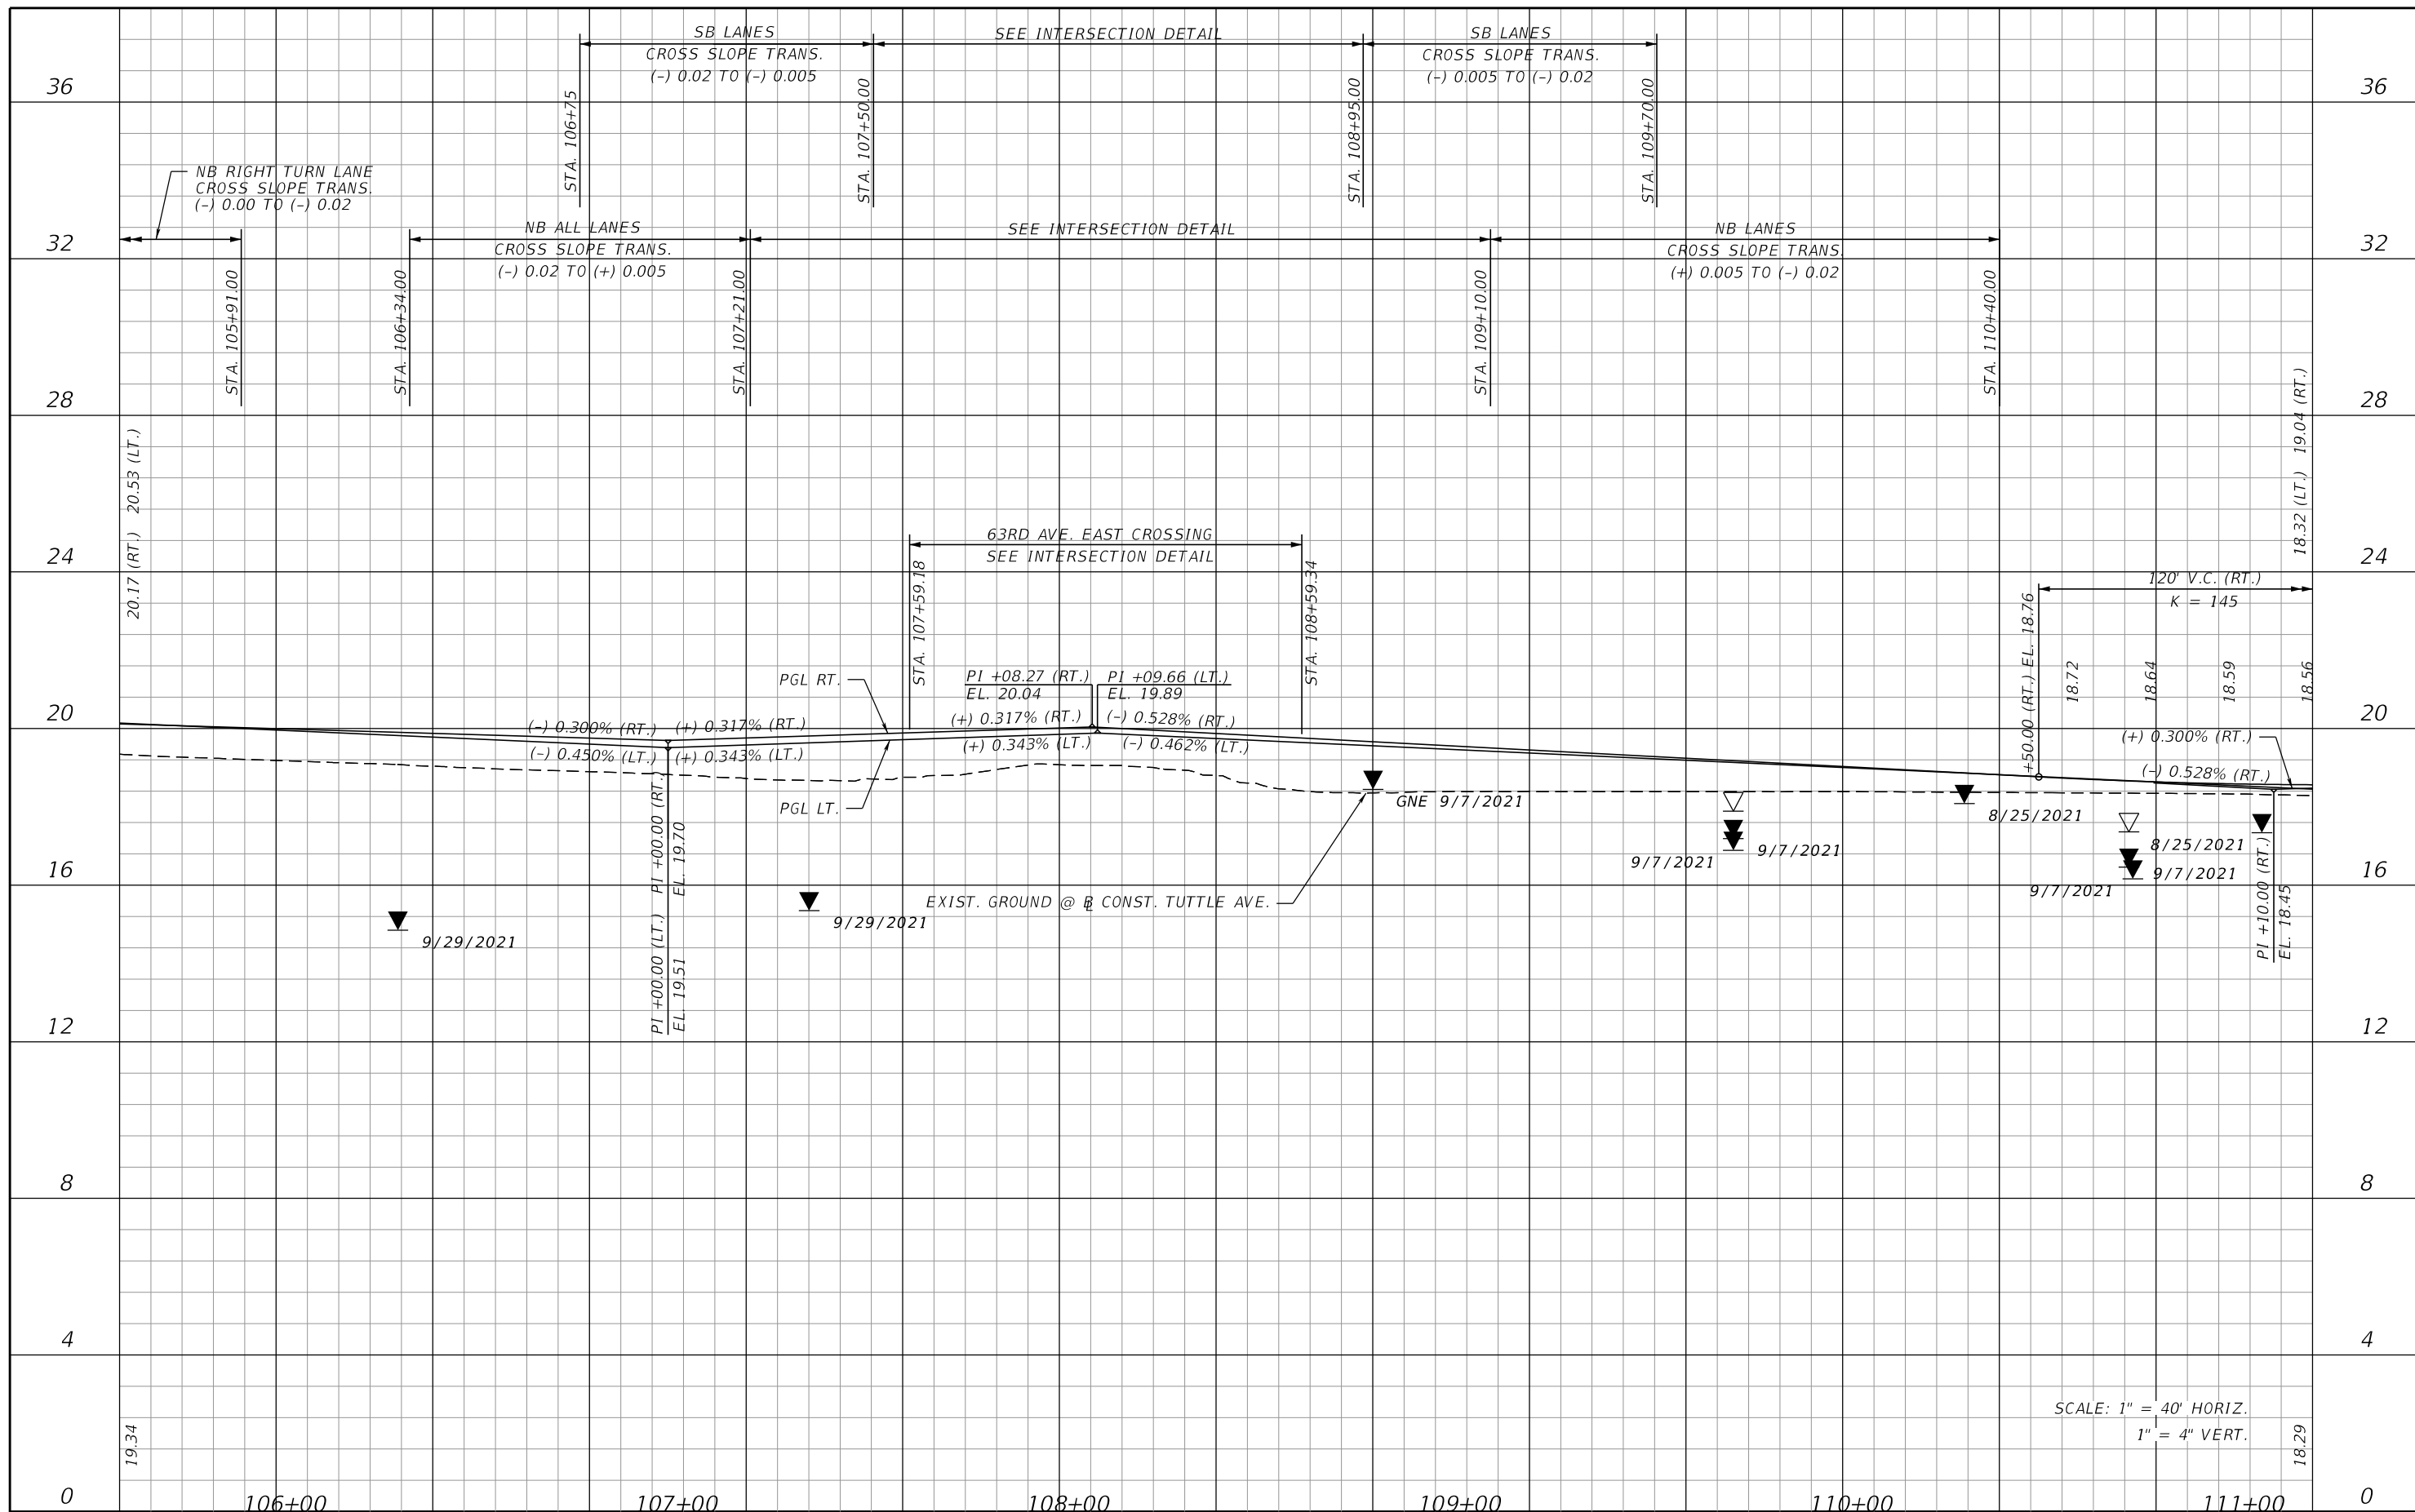 SB LANES
CROSS SLOPE TRANS.
(-) 0.02 TO (-) 0.005
SEE INTERSECTION DETAIL
SB LANES
CROSS SLOPE TRANS.
(-) 0.005 TO (-) 0.02
STA. 106+75
STA. 107+50.00
STA. 108+95.00
STA. 109+70.00
36
36
NB RIGHT TURN LANE
CROSS SLOPE TRANS.
(-) 0.00 TO (-) 0.02
NB ALL LANES
CROSS SLOPE TRANS.
(-) 0.02 TO (+) 0.005
SEE INTERSECTION DETAIL
NB LANES
CROSS SLOPE TRANS.
(+) 0.005 TO (-) 0.02
32
32
STA. 105+91.00
STA. 106+34.00
STA. 107+21.00
STA. 109+10.00
STA. 110+40.00
28
28
20.17 (RT.) 20.53 (LT.)
18.32 (LT.) 19.04 (RT.)
63RD AVE. EAST CROSSING
SEE INTERSECTION DETAIL
24
24
STA. 107+59.18
STA. 108+59.34
120' V.C. (RT.)
K = 145
+50.00 (RT.) EL. 18.76
18.72
18.64
18.59
18.56
PGL RT.
PI +08.27 (RT.)
EL. 20.04
PI +09.66 (LT.)
EL. 19.89
20
20
(-) 0.300% (RT.)
(+) 0.317% (RT.)
(+) 0.317% (RT.)
(-) 0.528% (RT.)
(-) 0.450% (LT.)
(+) 0.343% (LT.)
(+) 0.343% (LT.)
(-) 0.462% (LT.)
(+) 0.300% (RT.)
(-) 0.528% (RT.)
PGL LT.
PI +00.00 (LT.) PI +00.00 (RT.)
EL. 19.51 EL. 19.70
GNE 9/7/2021
9/7/2021
9/7/2021
8/25/2021
8/25/2021
9/7/2021
9/7/2021
PI +10.00 (RT.)
EL. 18.45
16
16
EXIST. GROUND @ ⅊ CONST. TUTTLE AVE.
9/29/2021
9/29/2021
12
12
8
8
4
4
SCALE: 1" = 40' HORIZ.
1" = 4" VERT.
19.34
18.29
0
0
106+00
107+00
108+00
109+00
110+00
111+00